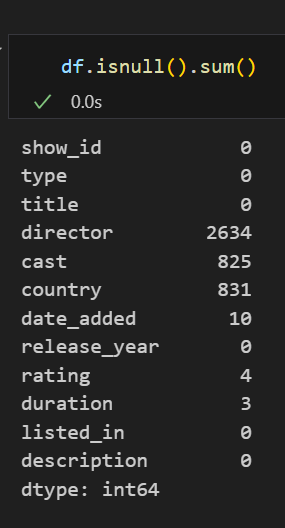 df.isnull().sum()
0.0s
show_id 0
type 0
title 0
director 2634
cast 825
country 831
date_added 10
release_year 0
rating 4
duration 3
listed_in 0
description 0
dtype: int64